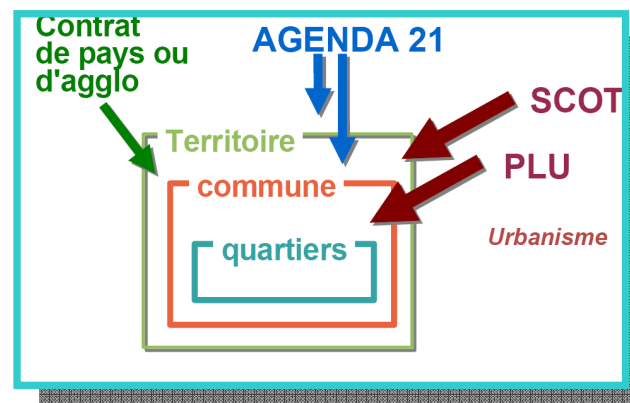 Contrat
de pays ou
d'agglo
AGENDA 21
SCOT
Territoire
PLU
commune
Urbanisme
quartiers